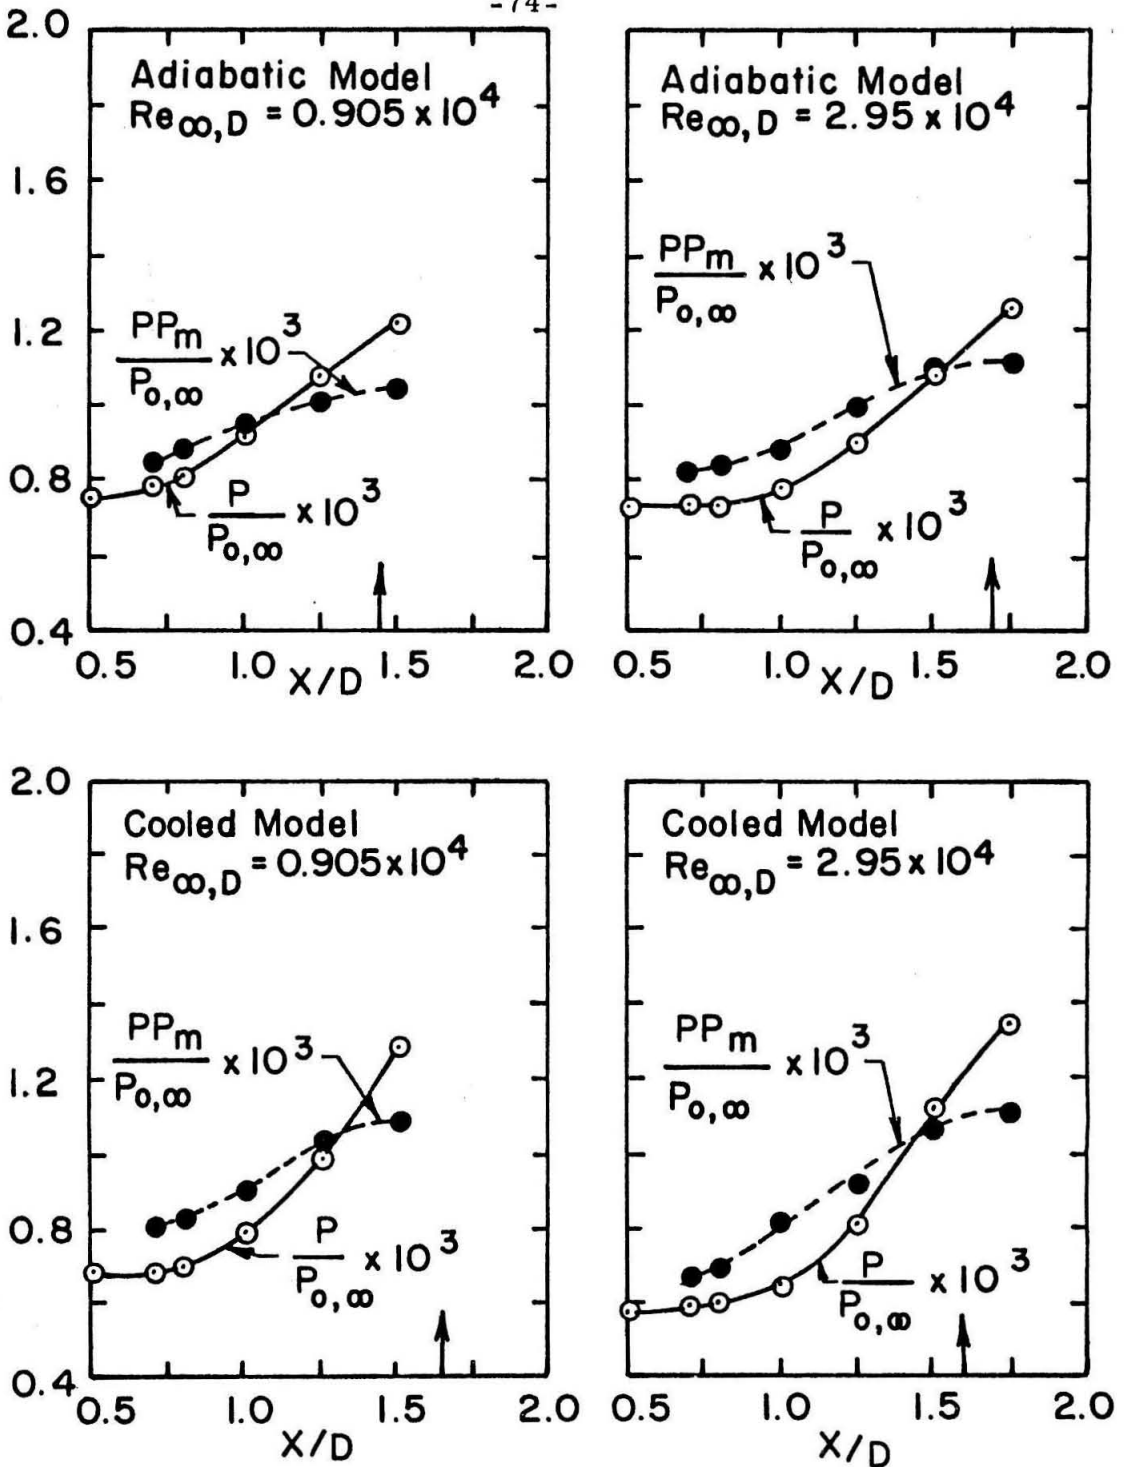 -74-
2.0
1.6
1.2
0.8
0.4
Adiabatic Model
Re∞,D = 0.905 x 10⁴
PPm
P₀,∞ x 10³
P
P₀,∞ x 10³
0.5 1.0 X/D 1.5 2.0
Adiabatic Model
Re∞,D = 2.95 x 10⁴
PPm
P₀,∞ x 10³
P
P₀,∞ x 10³
0.5 1.0 X/D 1.5 2.0
2.0
1.6
1.2
0.8
0.4
Cooled Model
Re∞,D = 0.905 x 10⁴
PPm
P₀,∞ x 10³
P
P₀,∞ x 10³
0.5 1.0 1.5 2.0
X/D
Cooled Model
Re∞,D = 2.95 x 10⁴
PPm
P₀,∞ x 10³
P
P₀,∞ x 10³
0.5 1.0 1.5 2.0
X/D